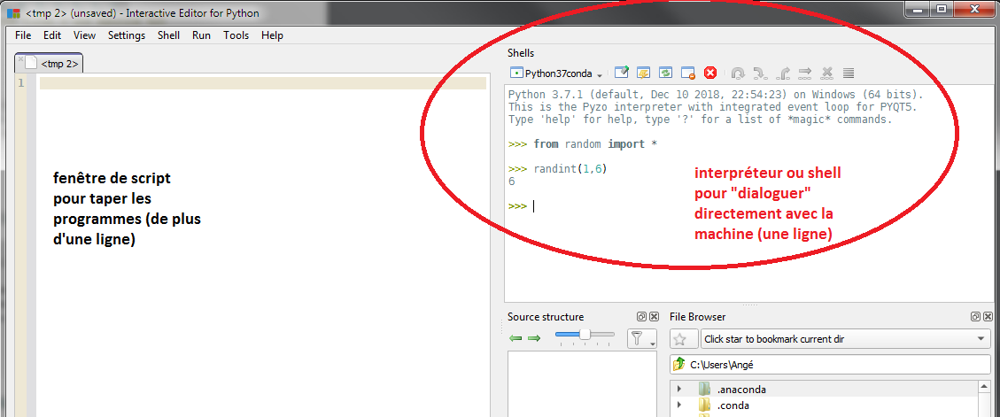 <tmp 2> (unsaved) - Interactive Editor for Python
File Edit View Settings Shell Run Tools Help
<tmp 2>
1
fenêtre de script
pour taper les
programmes (de plus
d'une ligne)
Shells
Python37conda
Python 3.7.1 (default, Dec 10 2018, 22:54:23) on Windows (64 bits).
This is the Pyzo interpreter with integrated event loop for PYQT5.
Type 'help' for help, type '?' for a list of *magic* commands.
>>> from random import *
>>> randint(1,6)
6
>>>
interpréteur ou shell
pour "dialoguer"
directement avec la
machine (une ligne)
Source structure
File Browser
Click star to bookmark current dir
C:\Users\Angé
.anaconda
.conda